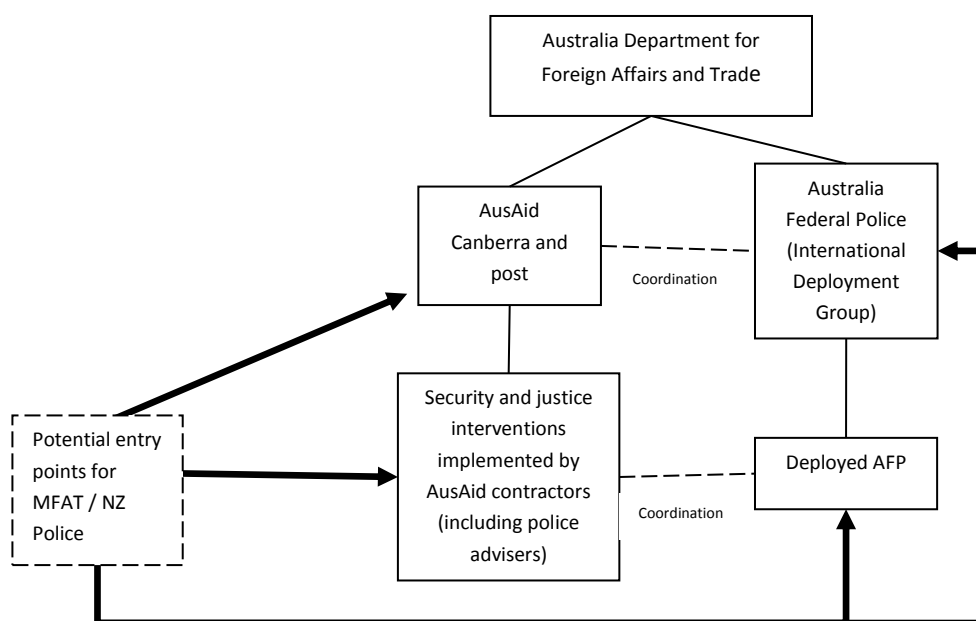 Australia Department for
Foreign Affairs and Trade
AusAid
Canberra and
post
Coordination
Australia
Federal Police
(International
Deployment
Group)
Potential entry
points for
MFAT / NZ
Police
Security and justice
interventions
implemented by
AusAid contractors
(including police
advisers)
Coordination
Deployed AFP